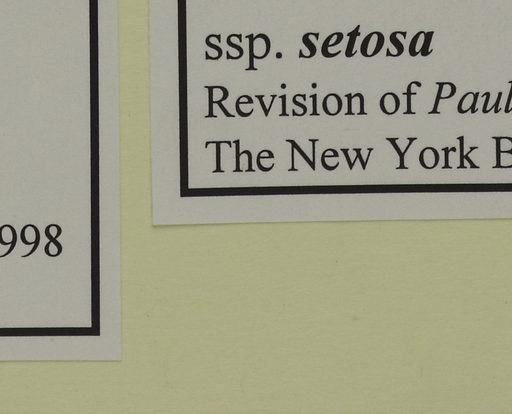 ssp. setosa
Revision of Paul
The New York B
998